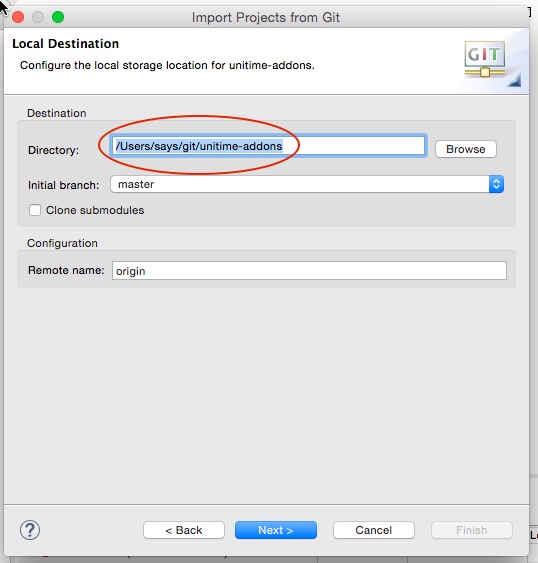 Import Projects from Git
Local Destination
Configure the local storage location for unitime-addons.
GIT
Destination
Directory: /Users/says/git/unitime-addons Browse
Initial branch: master
Clone submodules
Configuration
Remote name: origin
? < Back Next > Cancel Finish